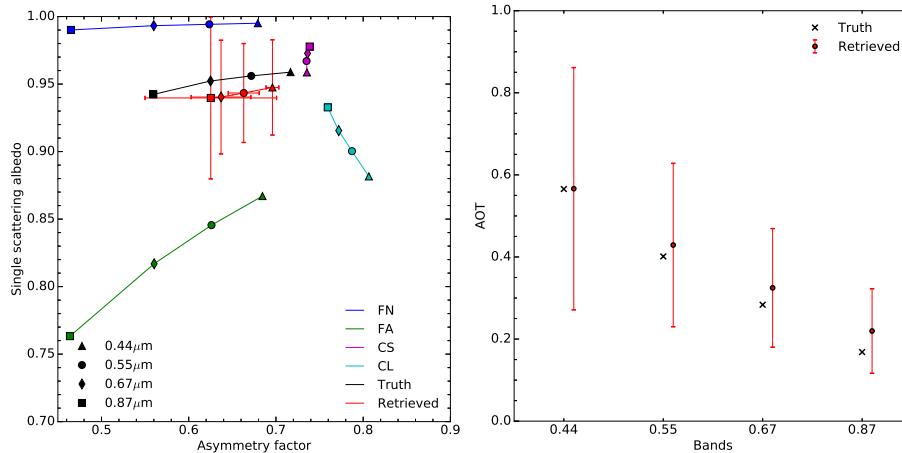 1.00
0.95
0.90
0.85
0.80
0.75
0.70
Single scattering albedo
0.5
0.6
0.7
0.8
0.9
Asymmetry factor
0.44μm
0.55μm
0.67μm
0.87μm
FN
FA
CS
CL
Truth
Retrieved
1.0
0.8
0.6
0.4
0.2
0.0
AOT
0.44
0.55
0.67
0.87
Bands
Truth
Retrieved